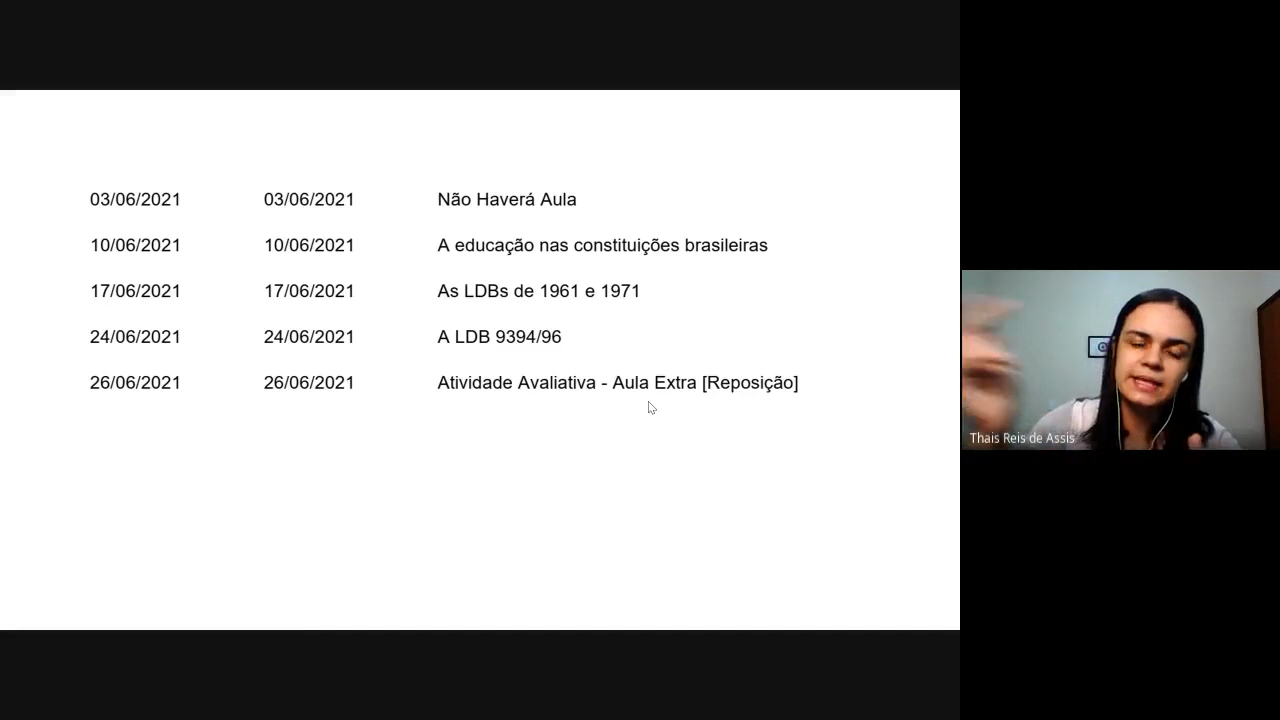 03/06/2021 03/06/2021 Não Haverá Aula
10/06/2021 10/06/2021 A educação nas constituições brasileiras
17/06/2021 17/06/2021 As LDBs de 1961 e 1971
24/06/2021 24/06/2021 A LDB 9394/96
26/06/2021 26/06/2021 Atividade Avaliativa - Aula Extra [Reposição]
Thais Reis de Assis